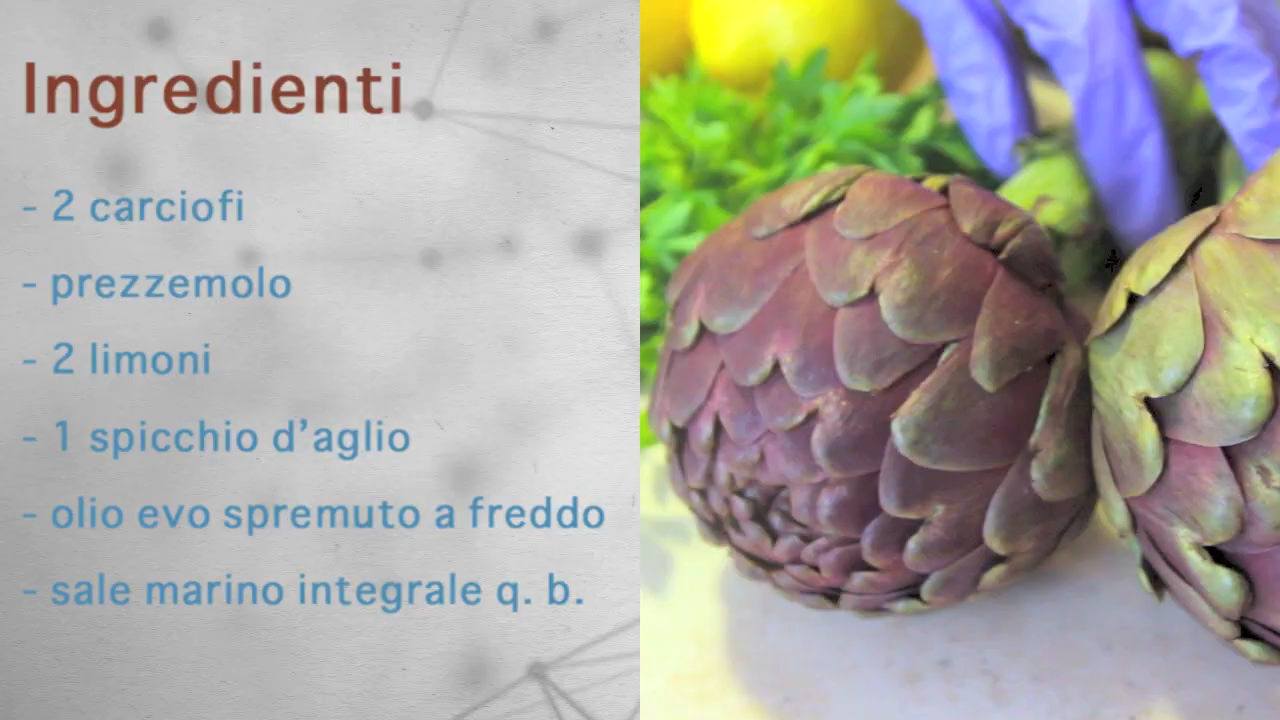 Ingredienti
- 2 carciofi
- prezzemolo
- 2 limoni
- 1 spicchio d’aglio
- olio evo spremuto a freddo
- sale marino integrale q. b.